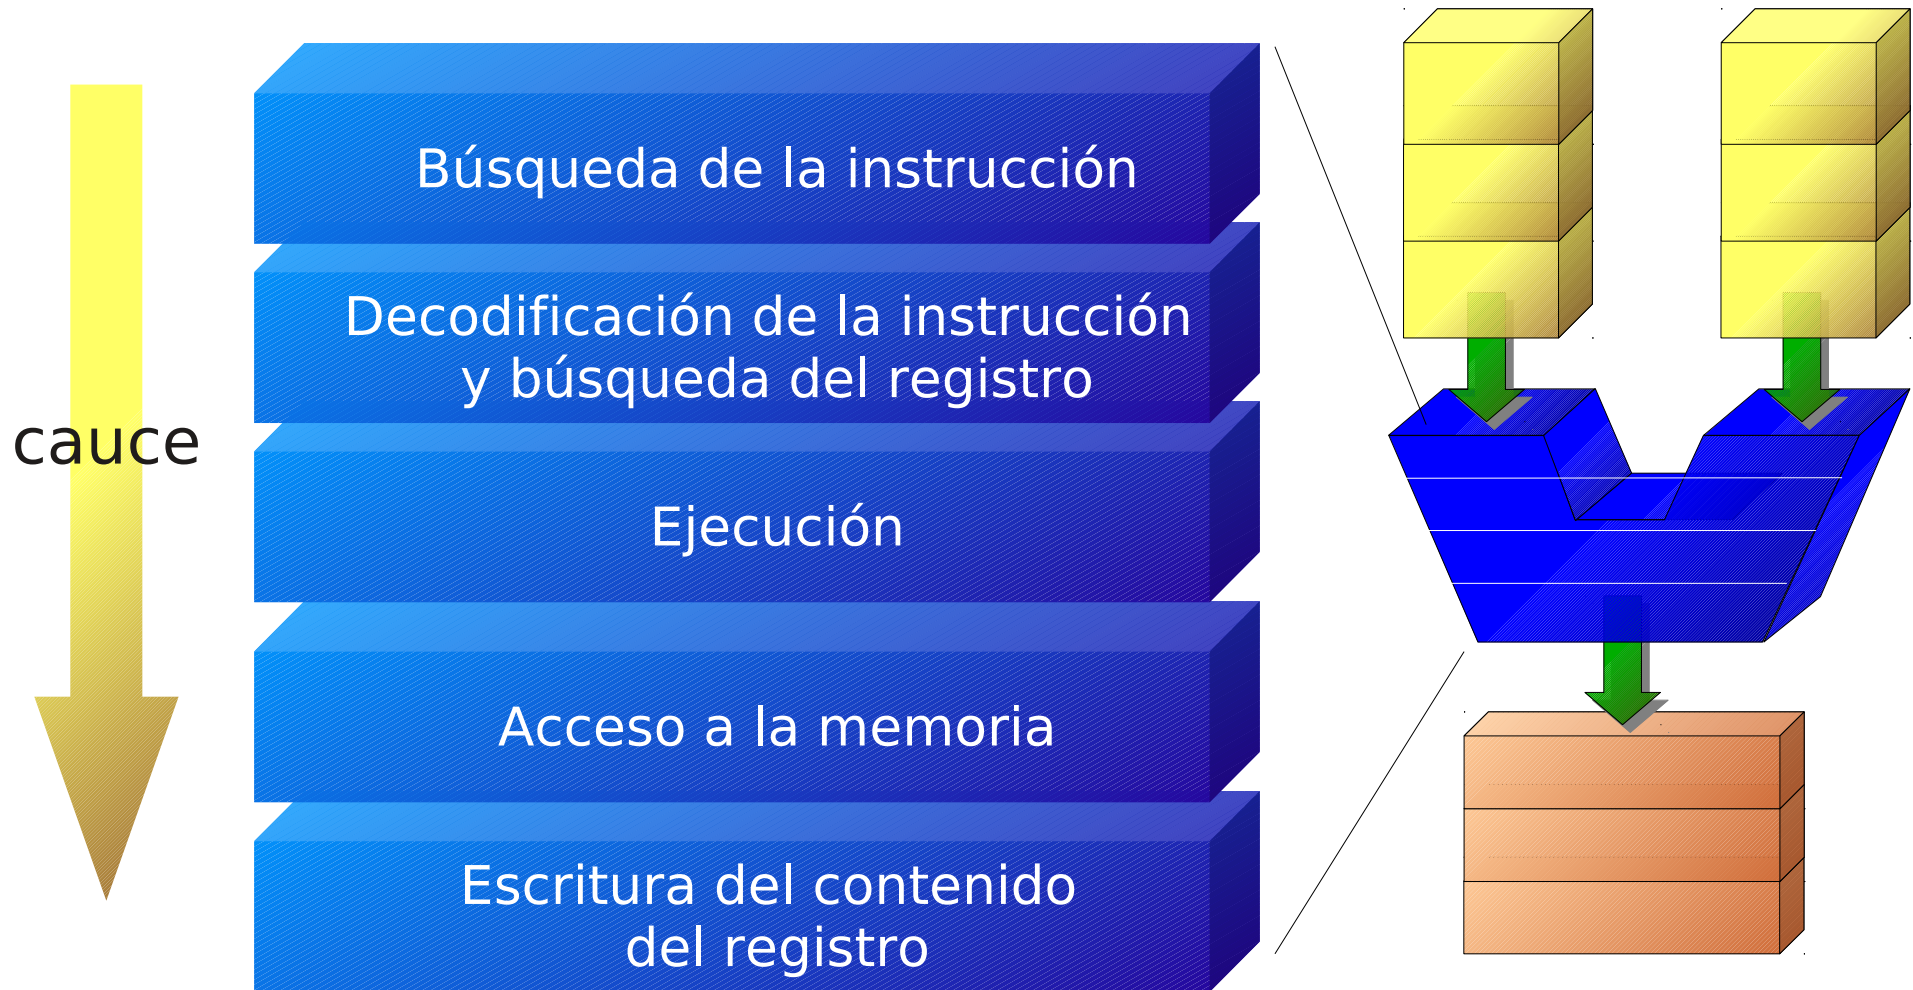 cauce
Búsqueda de la instrucción
Decodificación de la instrucción
y búsqueda del registro
Ejecución
Acceso a la memoria
Escritura del contenido
del registro